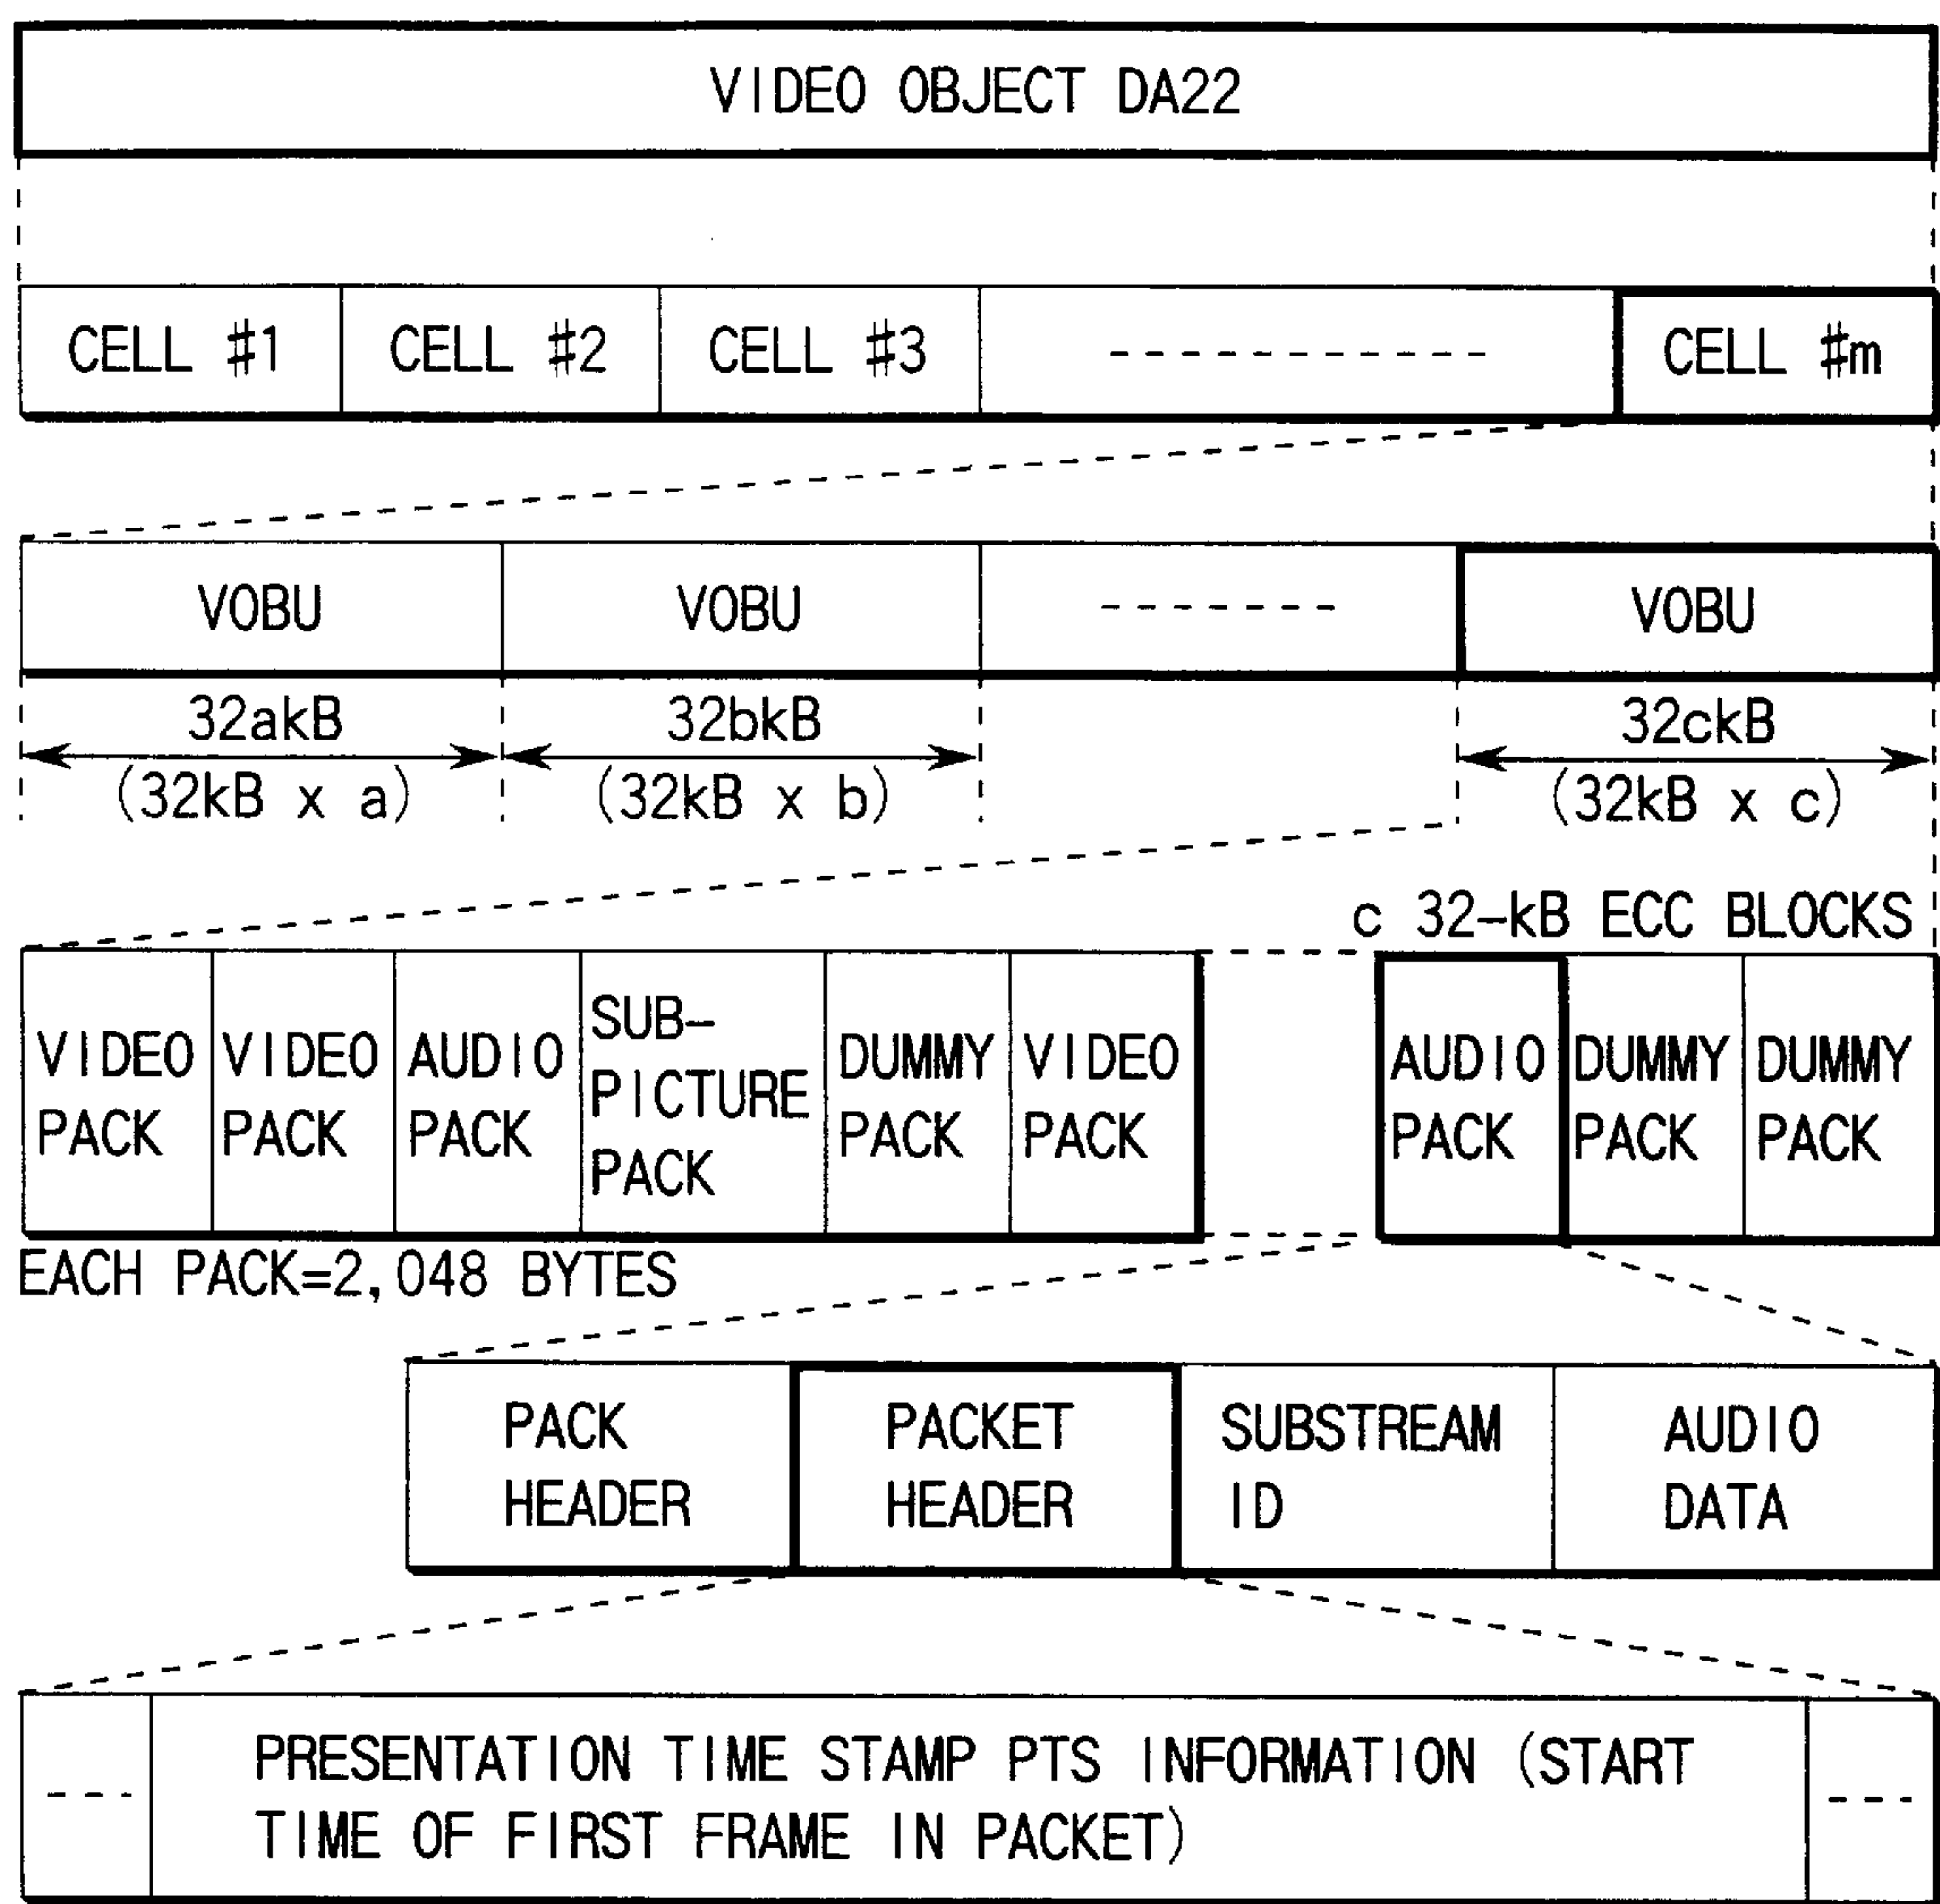 VIDEO OBJECT DA22
CELL #1 CELL #2 CELL #3 ----------- CELL #m
VOBU VOBU ------- VOBU
32akB 32bkB 32ckB
(32kB x a) (32kB x b) (32kB x c)
c 32-kB ECC BLOCKS
VIDEO PACK
VIDEO PACK
AUDIO PACK
SUB-
PICTURE
PACK
DUMMY PACK
VIDEO PACK
AUDIO PACK
DUMMY PACK
DUMMY PACK
EACH PACK=2,048 BYTES
PACK
HEADER
PACKET
HEADER
SUBSTREAM
ID
AUDIO
DATA
--- PRESENTATION TIME STAMP PTS INFORMATION (START
TIME OF FIRST FRAME IN PACKET) ---